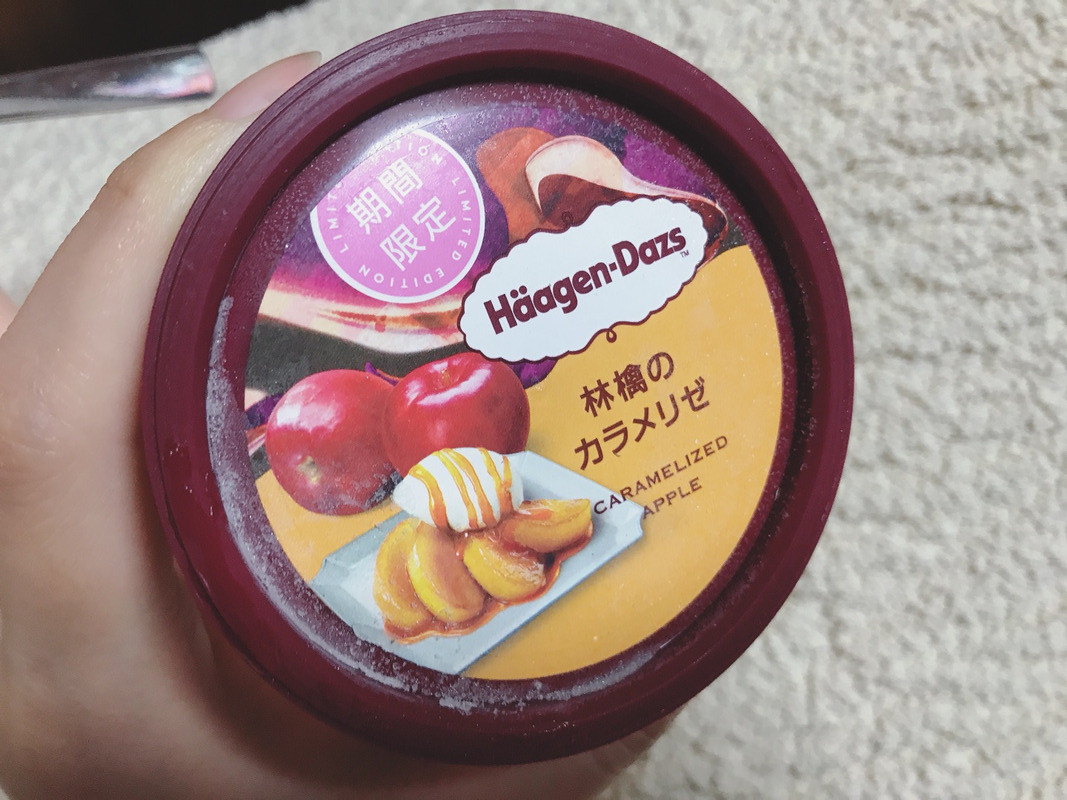 期間
限定
LIMITED EDITION
LIMITED EDITION
Häagen-Dazs™
林檎の
カラメリゼ
CARAMELIZED
APPLE